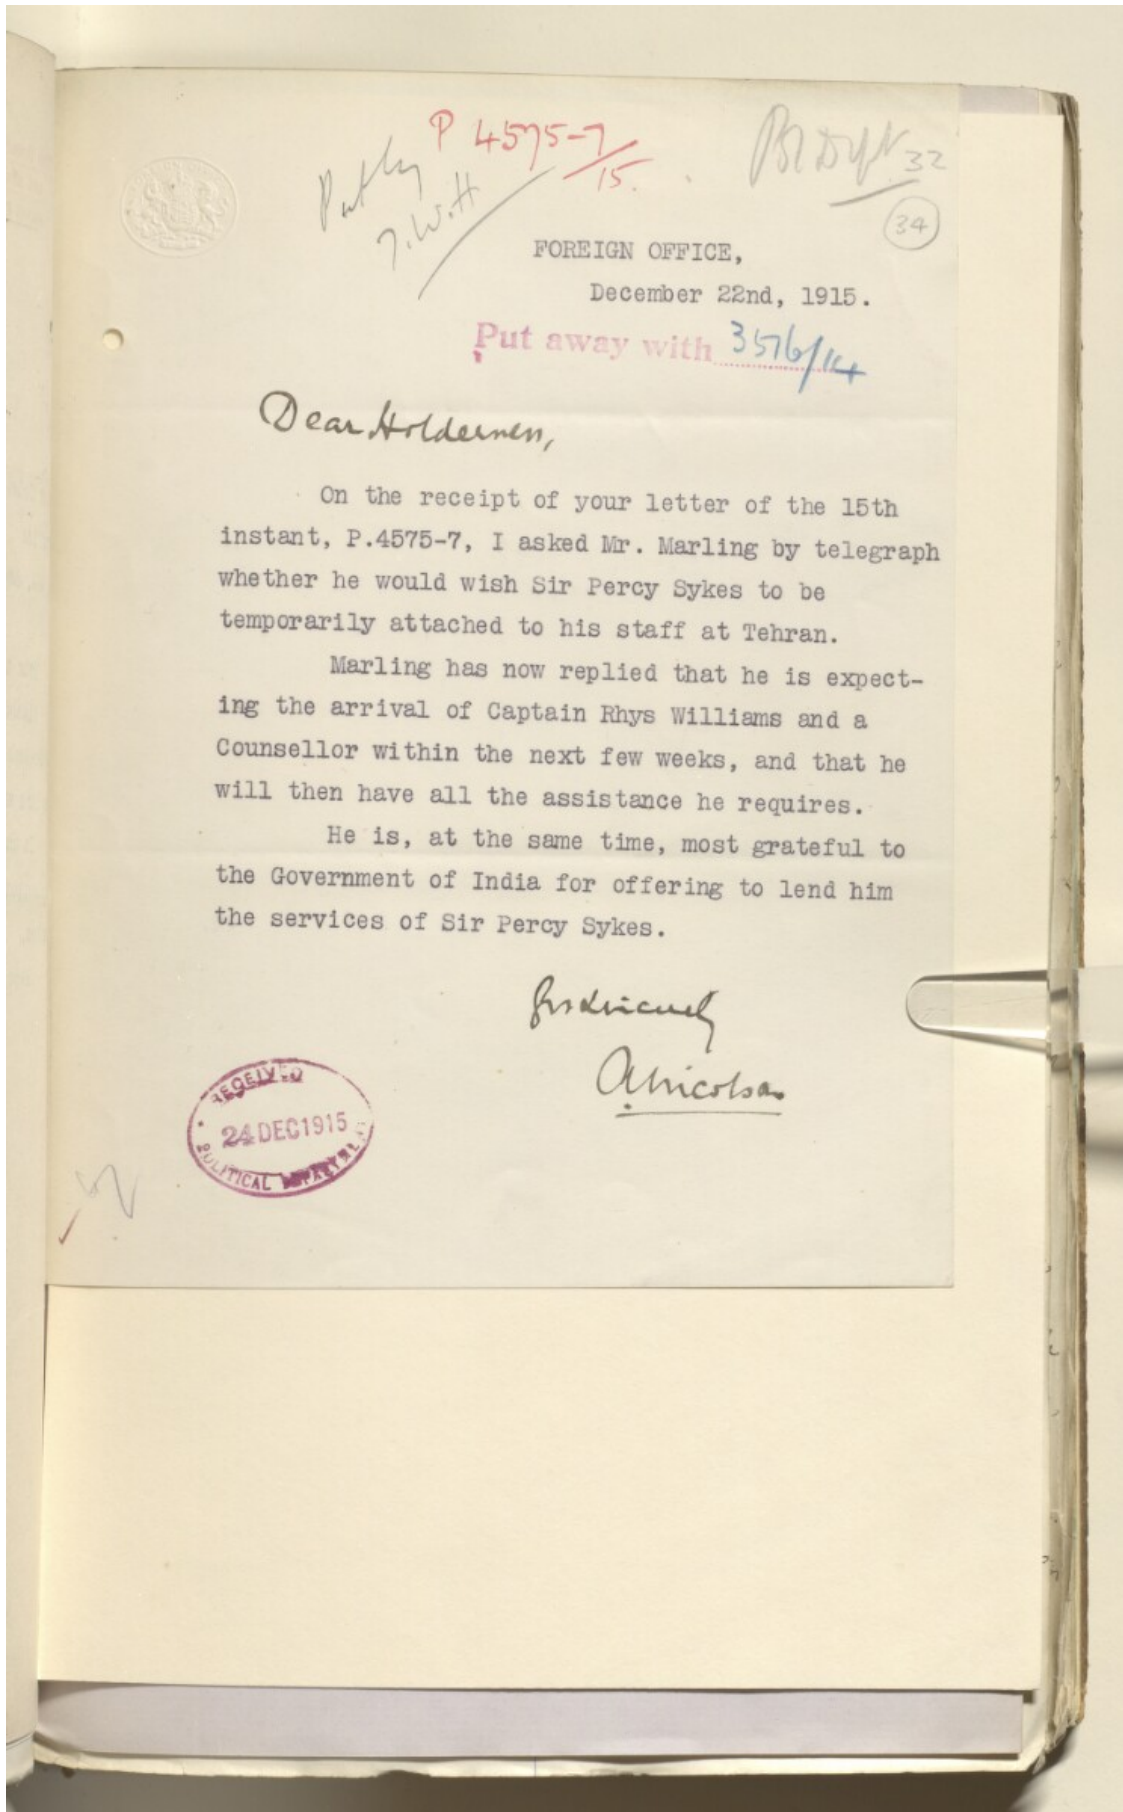 P 4575-7/15.
Put by
Pol Dept. 32
34
FOREIGN OFFICE,
December 22nd, 1915.
Put away with 3576/14
Dear Holderness,
On the receipt of your letter of the 15th
instant, P.4575-7, I asked Mr. Marling by telegraph
whether he would wish Sir Percy Sykes to be
temporarily attached to his staff at Tehran.
Marling has now replied that he is expect-
ing the arrival of Captain Rhys Williams and a
Counsellor within the next few weeks, and that he
will then have all the assistance he requires.
He is, at the same time, most grateful to
the Government of India for offering to lend him
the services of Sir Percy Sykes.
Yrs sincerely
A Nicolson
RECEIVED
24 DEC 1915
POLITICAL DEPARTMENT